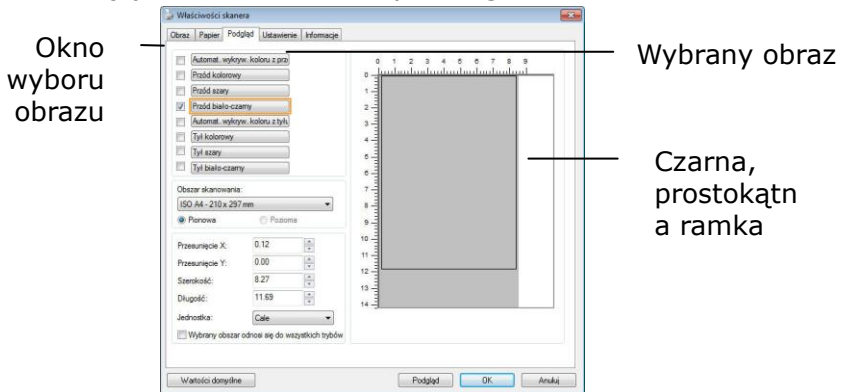 Właściwości skanera
Obraz Papier Podgląd Ustawienie Informacje
Okno
wyboru
obrazu
Wybrany obraz
Czarna,
prostokątn
a ramka
Automat. wykryw. koloru z prz
Przód kolorowy
Przód szary
Przód biało-czarny
Automat. wykryw. koloru z tyłu
Tył kolorowy
Tył szary
Tył biało-czarny
Obszar skanowania:
ISO A4 - 210 x 297 mm
Pionowa Pozioma
Przesunięcie X: 0.12
Przesunięcie Y: 0.00
Szerokość: 8.27
Długość: 11.69
Jednostka: Cale
Wybrany obszar odnosi się do wszystkich trybów
0 1 2 3 4 5 6 7 8 9
0
1
2
3
4
5
6
7
8
9
10
11
12
13
14
Wartości domyślne Podgląd OK Anuluj